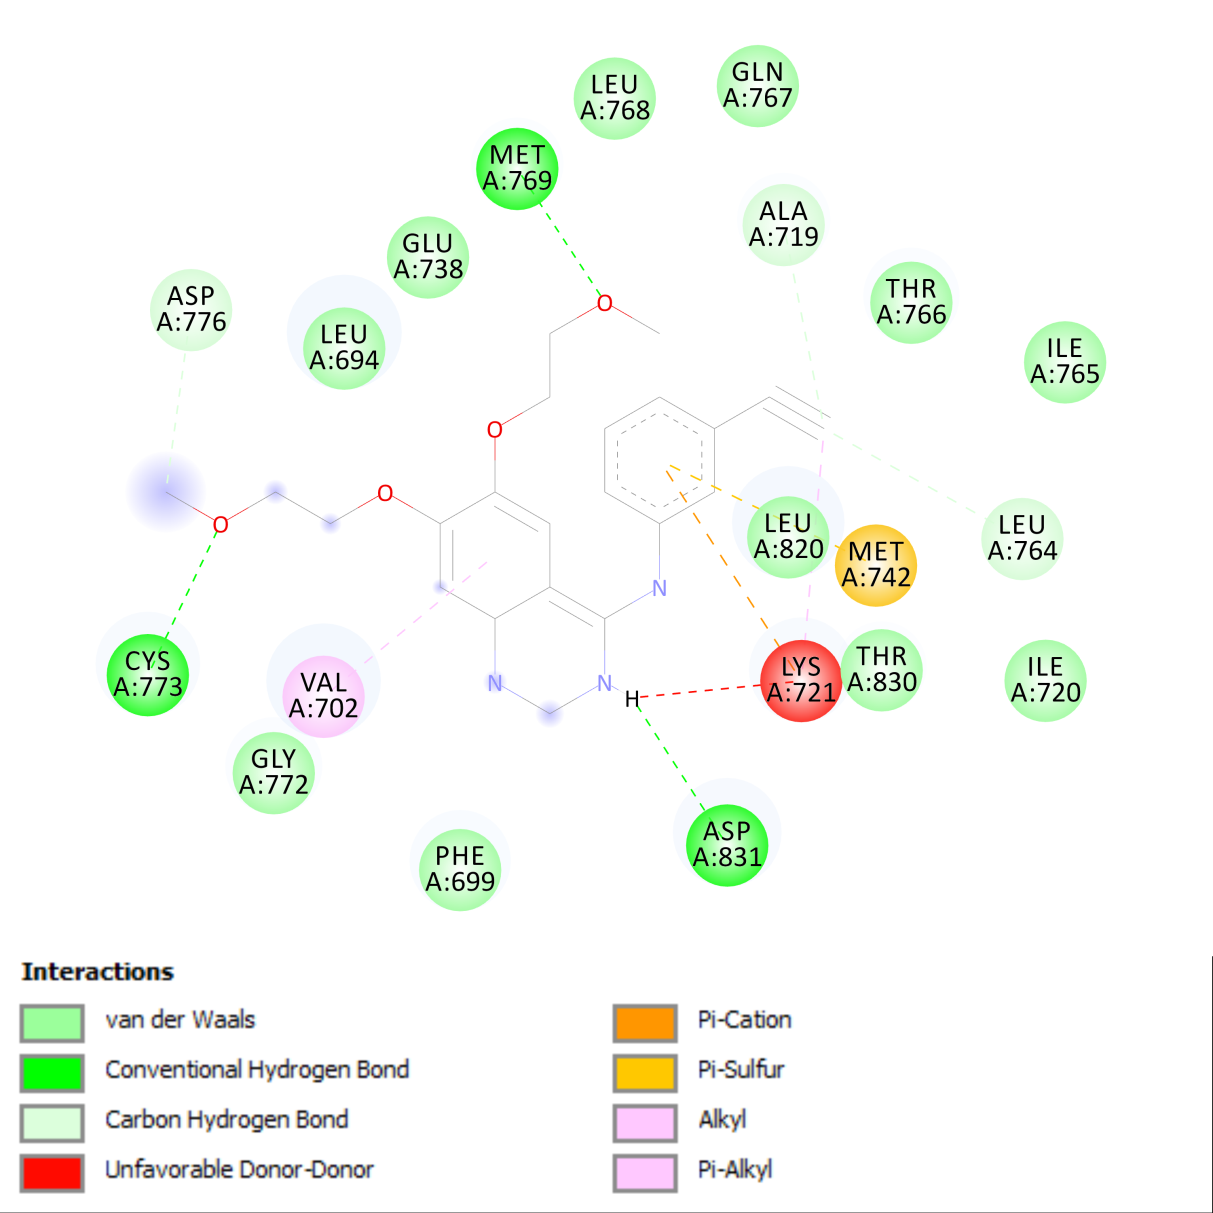 LEU
A:768
GLN
A:767
MET
A:769
ALA
A:719
GLU
A:738
THR
A:766
ASP
A:776
LEU
A:694
ILE
A:765
O
O
O
O
LEU
A:820
LEU
A:764
MET
A:742
N
CYS
A:773
VAL
A:702
N
N
H
LYS
A:721
THR
A:830
ILE
A:720
GLY
A:772
ASP
A:831
PHE
A:699
Interactions
van der Waals
Conventional Hydrogen Bond
Carbon Hydrogen Bond
Unfavorable Donor-Donor
Pi-Cation
Pi-Sulfur
Alkyl
Pi-Alkyl